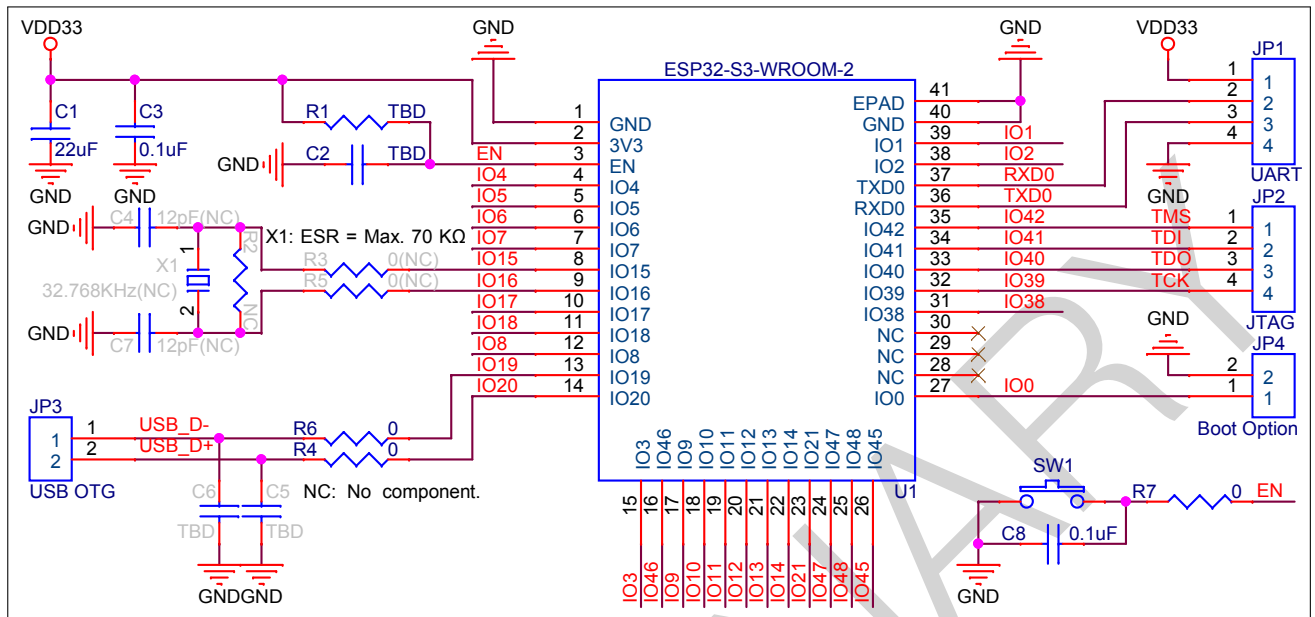 VDD33
GND
GND
VDD33
JP1
ESP32-S3-WROOM-2
C1
22uF
GND
C3
0.1uF
GND
R1
TBD
C2
TBD
GND
EN
IO4
IO5
IO6
IO7
IO15
IO16
IO17
IO18
IO8
IO19
IO20
1
2
3
4
5
6
7
8
9
10
11
12
13
14
GND
3V3
EN
IO4
IO5
IO6
IO7
IO15
IO16
IO17
IO18
IO8
IO19
IO20
EPAD
GND
IO1
IO2
TXD0
RXD0
IO42
IO41
IO40
IO39
IO38
NC
NC
NC
IO0
41
40
39
38
37
36
35
34
33
32
31
30
29
28
27
IO1
IO2
RXD0
TXD0
IO42
IO41
IO40
IO39
IO38
IO0
TMS
TDI
TDO
TCK
1
2
3
4
1
2
3
4
UART
GND
JP2
1
2
3
4
1
2
3
4
JTAG
GND
JP4
2
1
2
1
Boot Option
GND
C4
12pF(NC)
1
X1
32.768KHz(NC)
2
R2
NC
GND
C7
12pF(NC)
X1: ESR = Max. 70 KΩ
R3
0(NC)
R5
0(NC)
JP3
1
2
1
2
USB_D-
USB_D+
USB OTG
R6
0
R4
0
C6
TBD
C5
TBD
GND
GND
NC: No component.
IO3
IO46
IO9
IO10
IO11
IO12
IO13
IO14
IO21
IO47
IO48
IO45
U1
15
16
17
18
19
20
21
22
23
24
25
26
IO3
IO46
IO9
IO10
IO11
IO12
IO13
IO14
IO21
IO47
IO48
IO45
SW1
R7
0
EN
C8
0.1uF
GND